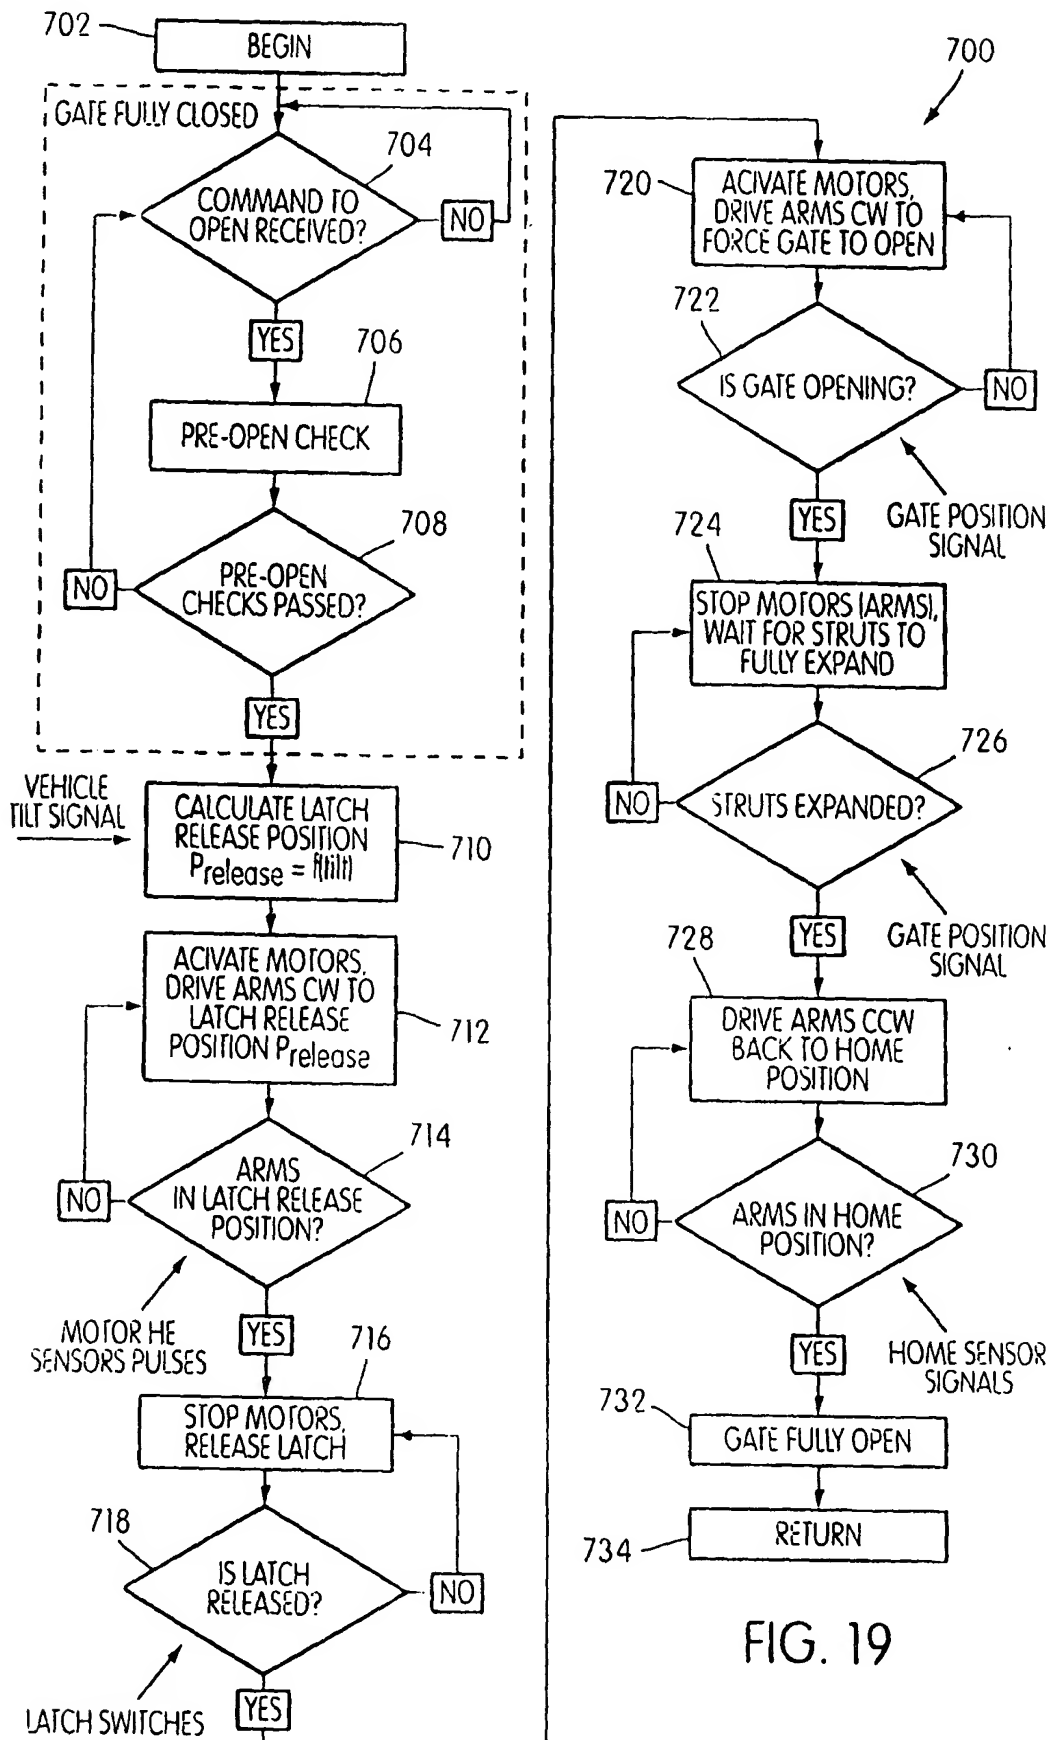 702
BEGIN
GATE FULLY CLOSED
704
COMMAND TO
OPEN RECEIVED?
NO
YES
706
PRE-OPEN CHECK
708
PRE-OPEN
CHECKS PASSED?
NO
YES
VEHICLE
TILT SIGNAL
CALCULATE LATCH
RELEASE POSITION
Prelease = f(tilt)
710
ACIVATE MOTORS,
DRIVE ARMS CW TO
LATCH RELEASE
POSITION Prelease
712
714
ARMS
IN LATCH RELEASE
POSITION?
NO
MOTOR HE
SENSORS PULSES
YES
716
STOP MOTORS,
RELEASE LATCH
718
IS LATCH
RELEASED?
NO
LATCH SWITCHES
YES
700
720
ACIVATE MOTORS,
DRIVE ARMS CW TO
FORCE GATE TO OPEN
722
IS GATE OPENING?
NO
YES
GATE POSITION
SIGNAL
724
STOP MOTORS (ARMS),
WAIT FOR STRUTS TO
FULLY EXPAND
726
STRUTS EXPANDED?
NO
YES
GATE POSITION
SIGNAL
728
DRIVE ARMS CCW
BACK TO HOME
POSITION
730
ARMS IN HOME
POSITION?
NO
YES
HOME SENSOR
SIGNALS
732
GATE FULLY OPEN
734
RETURN
FIG. 19